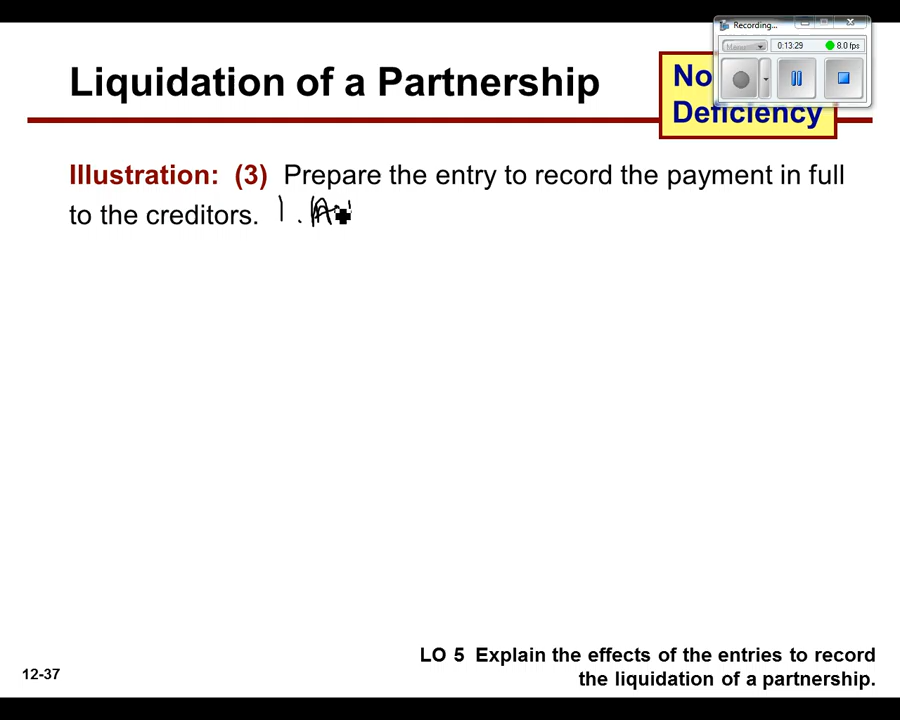 Recording...
0:13:29
8.0 fps
Liquidation of a Partnership
No
Deficiency
Illustration: (3) Prepare the entry to record the payment in full
to the creditors. 1.
LO 5 Explain the effects of the entries to record
the liquidation of a partnership.
12-37